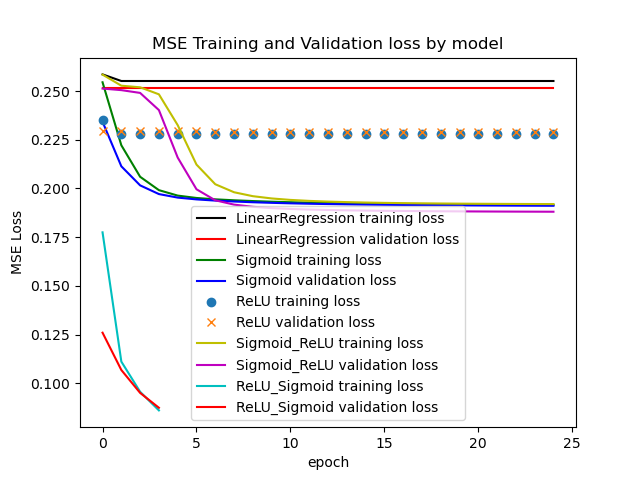 MSE Training and Validation loss by model
0.250
0.225
0.200
0.175
0.150
0.125
0.100
MSE Loss
LinearRegression training loss
LinearRegression validation loss
Sigmoid training loss
Sigmoid validation loss
ReLU training loss
ReLU validation loss
Sigmoid_ReLU training loss
Sigmoid_ReLU validation loss
ReLU_Sigmoid training loss
ReLU_Sigmoid validation loss
0 5 10 15 20 25
epoch